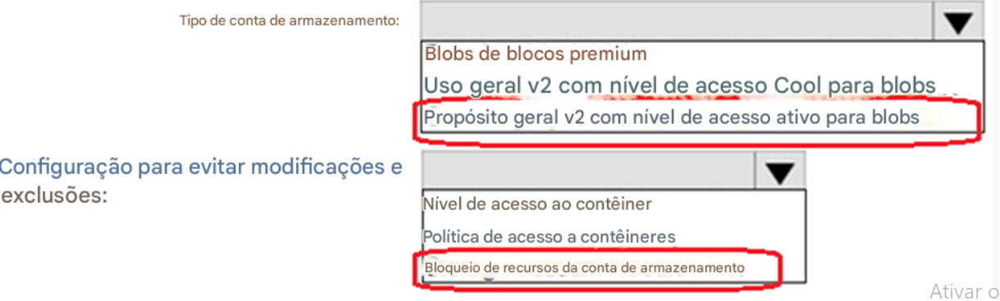 Tipo de conta de armazenamento:
Blobs de blocos premium
Uso geral v2 com nível de acesso Cool para blobs
Propósito geral v2 com nível de acesso ativo para blobs
Configuração para evitar modificações e
exclusões:
Nível de acesso ao contêiner
Política de acesso a contêineres
Bloqueio de recursos da conta de armazenamento
Ativar o